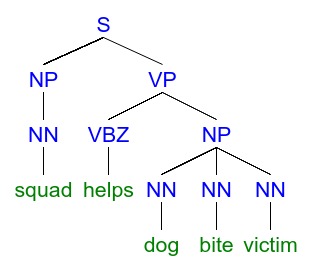 S
NP VP
NN VBZ NP
squad helps NN NN NN
dog bite victim